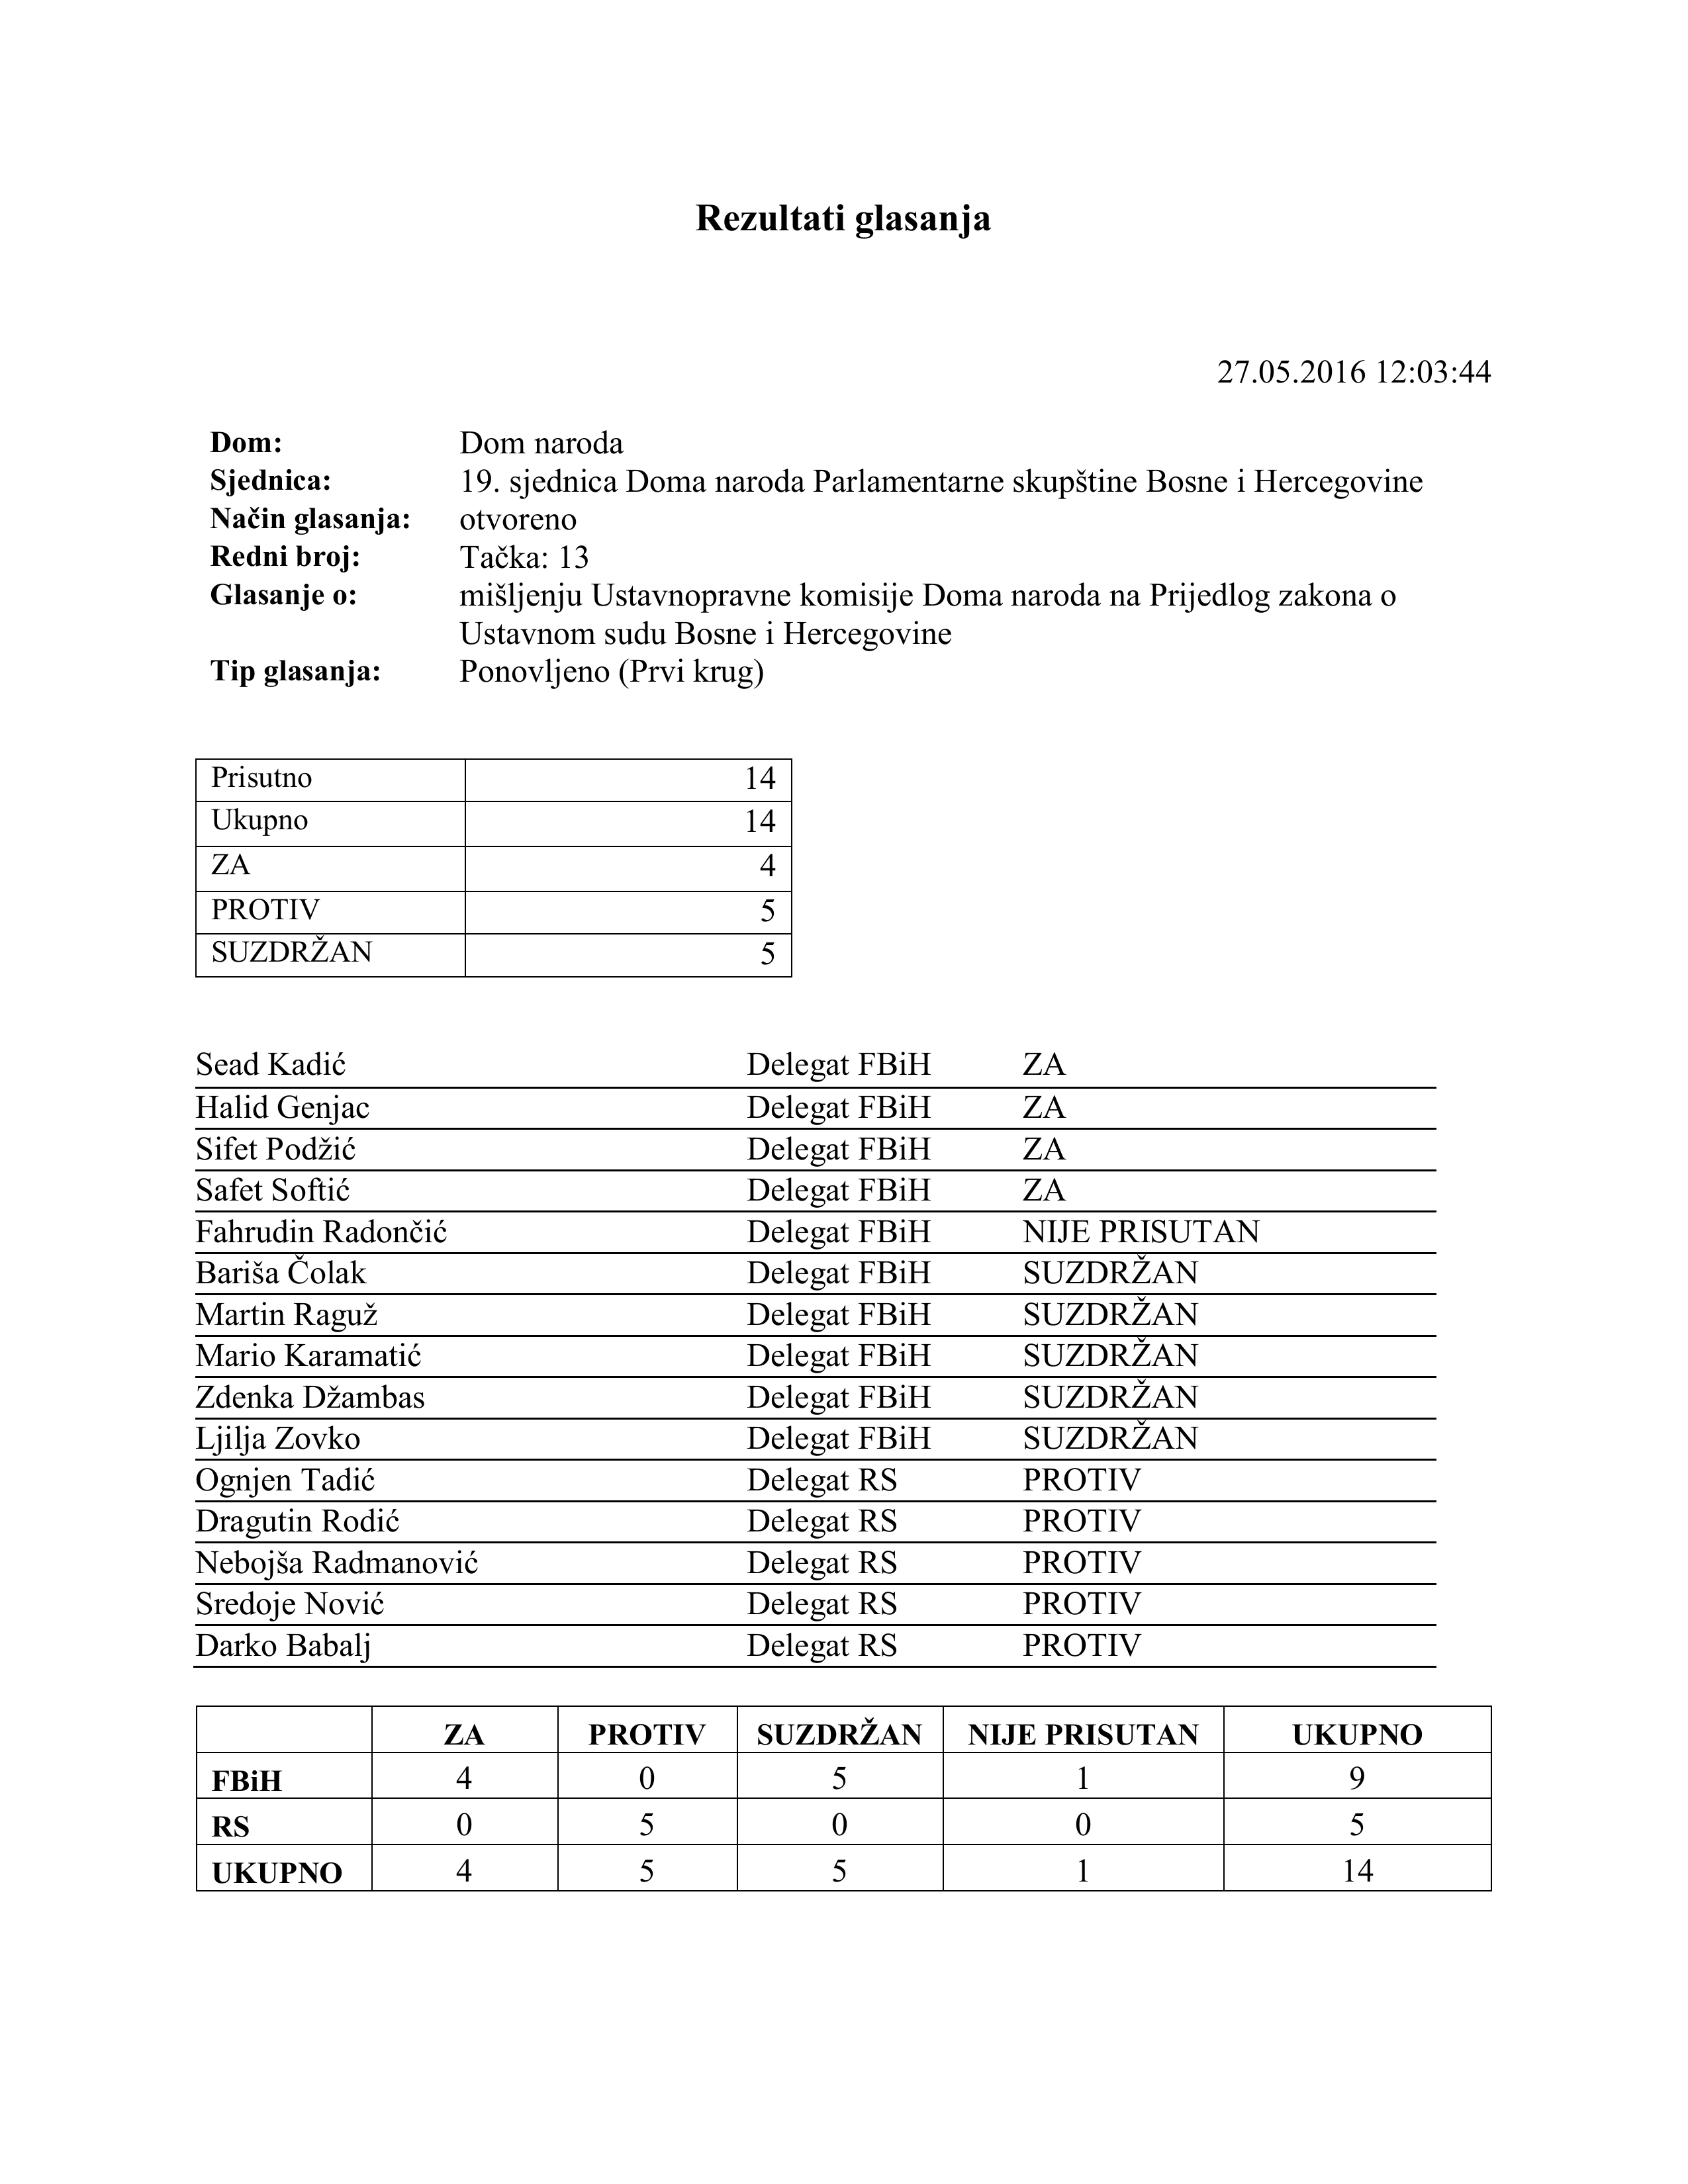 Rezultati glasanja
27.05.2016 12:03:44
Dom: Dom naroda
Sjednica: 19. sjednica Doma naroda Parlamentarne skupštine Bosne i Hercegovine
Način glasanja: otvoreno
Redni broj: Tačka: 13
Glasanje o: mišljenju Ustavnopravne komisije Doma naroda na Prijedlog zakona o
Ustavnom sudu Bosne i Hercegovine
Tip glasanja: Ponovljeno (Prvi krug)
Prisutno 14
Ukupno 14
ZA 4
PROTIV 5
SUZDRŽAN 5
Sead Kadić Delegat FBiH ZA
Halid Genjac Delegat FBiH ZA
Sifet Podžić Delegat FBiH ZA
Safet Softić Delegat FBiH ZA
Fahrudin Radončić Delegat FBiH NIJE PRISUTAN
Bariša Čolak Delegat FBiH SUZDRŽAN
Martin Raguž Delegat FBiH SUZDRŽAN
Mario Karamatić Delegat FBiH SUZDRŽAN
Zdenka Džambas Delegat FBiH SUZDRŽAN
Ljilja Zovko Delegat FBiH SUZDRŽAN
Ognjen Tadić Delegat RS PROTIV
Dragutin Rodić Delegat RS PROTIV
Nebojša Radmanović Delegat RS PROTIV
Sredoje Nović Delegat RS PROTIV
Darko Babalj Delegat RS PROTIV
ZA PROTIV SUZDRŽAN NIJE PRISUTAN UKUPNO
FBiH 4 0 5 1 9
RS 0 5 0 0 5
UKUPNO 4 5 5 1 14